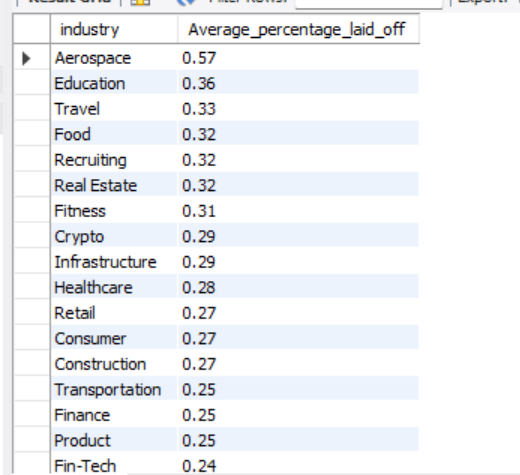 Result Grid Filter Rows: Export:
industry Average_percentage_laid_off
Aerospace 0.57
Education 0.36
Travel 0.33
Food 0.32
Recruiting 0.32
Real Estate 0.32
Fitness 0.31
Crypto 0.29
Infrastructure 0.29
Healthcare 0.28
Retail 0.27
Consumer 0.27
Construction 0.27
Transportation 0.25
Finance 0.25
Product 0.25
Fin-Tech 0.24